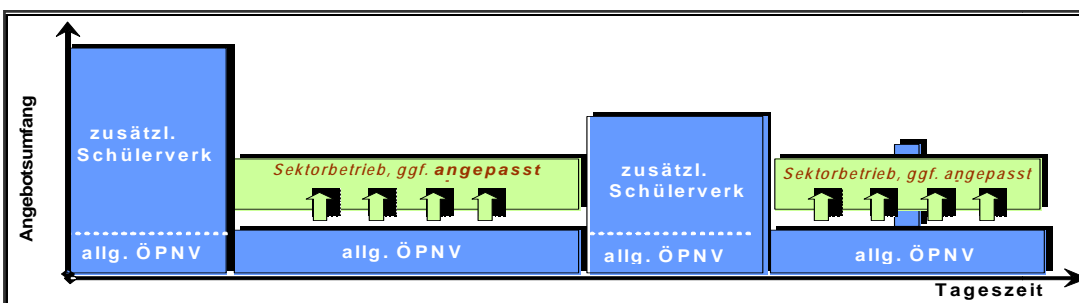 Angebotsumfang
zusätzl.
Schülerverk
allg. ÖPNV
Sektorbetrieb, ggf. angepasst
allg. ÖPNV
zusätzl.
Schülerverk
allg. ÖPNV
Sektorbetrieb, ggf. angepasst
allg. ÖPNV
Tageszeit